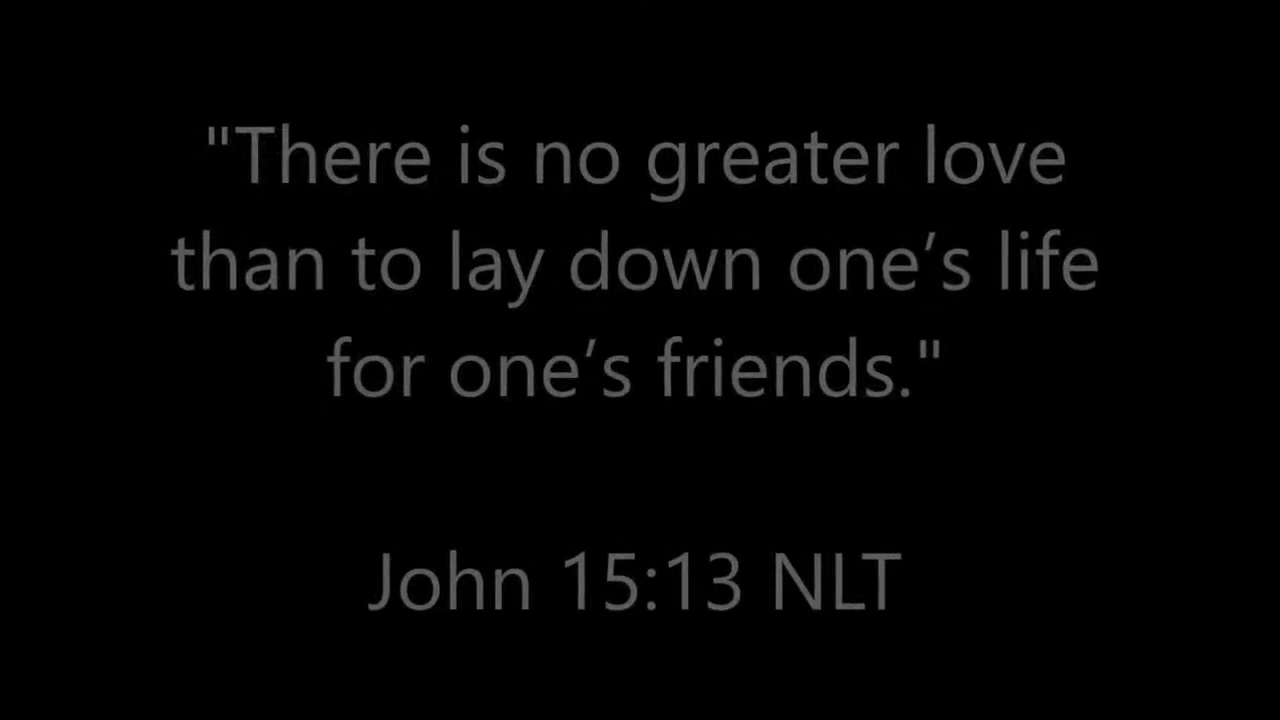 "There is no greater love
than to lay down one’s life
for one’s friends."
John 15:13 NLT